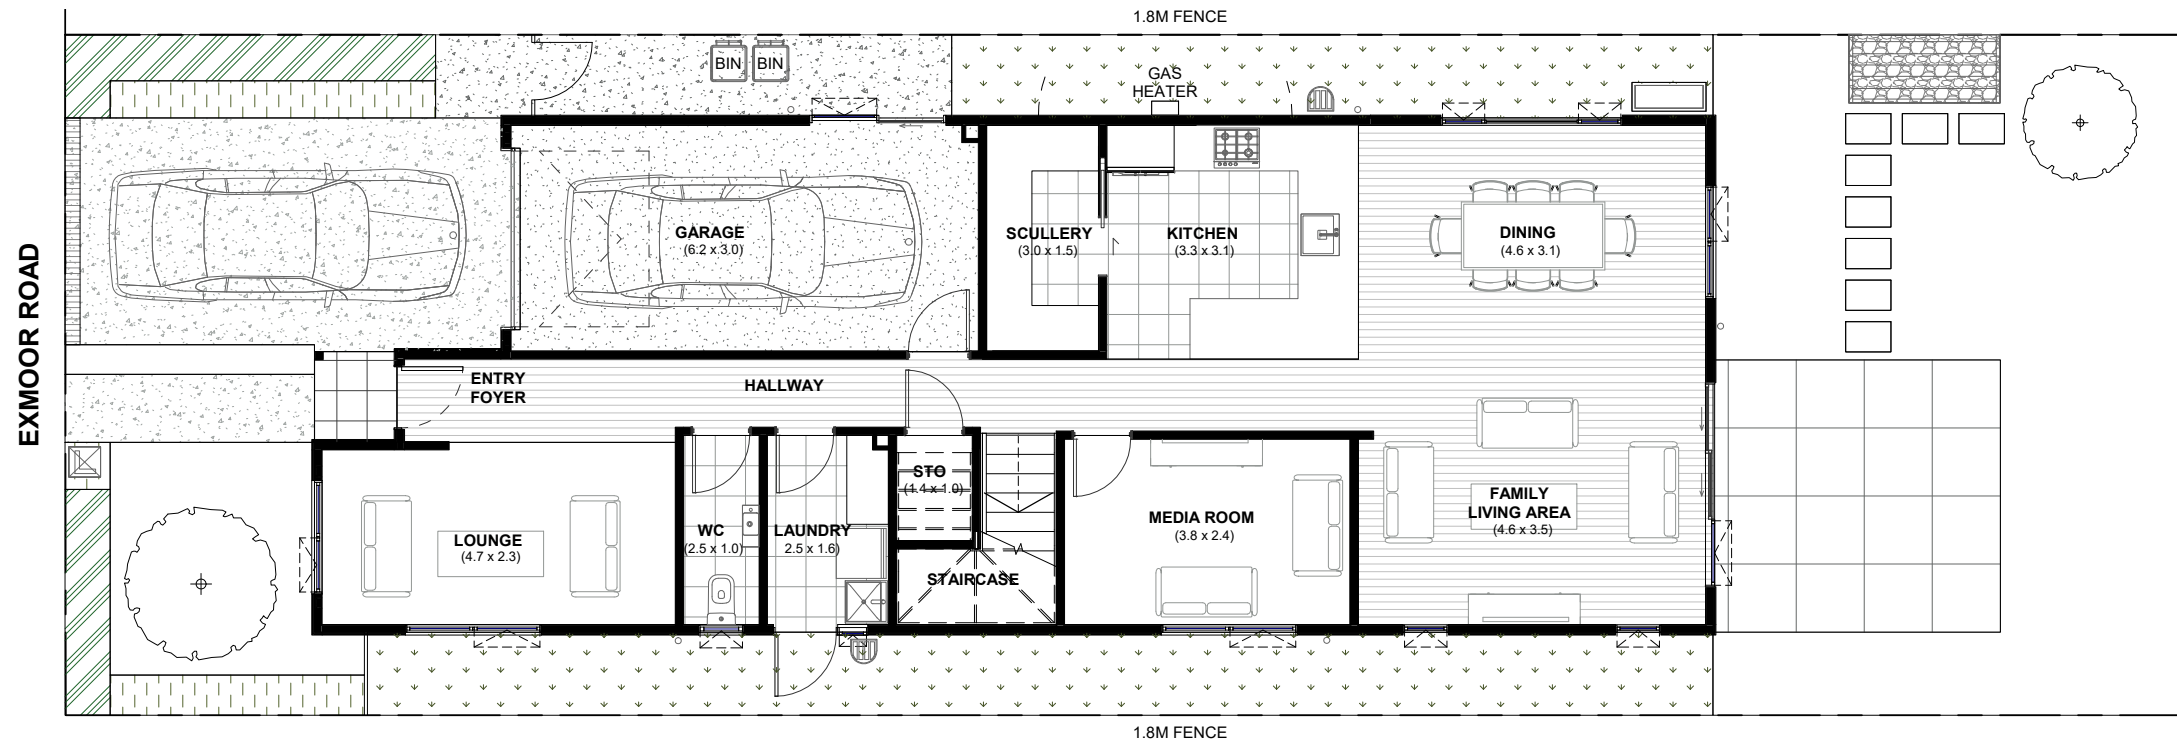 1.8M FENCE
BIN BIN
GAS
HEATER
EXMOOR ROAD
GARAGE
(6.2 x 3.0)
SCULLERY
(3.0 x 1.5)
KITCHEN
(3.3 x 3.1)
DINING
(4.6 x 3.1)
ENTRY
FOYER
HALLWAY
STO
(1.4 x 1.0)
LOUNGE
(4.7 x 2.3)
WC
(2.5 x 1.0)
LAUNDRY
2.5 x 1.6)
STAIRCASE
MEDIA ROOM
(3.8 x 2.4)
FAMILY
LIVING AREA
(4.6 x 3.5)
1.8M FENCE